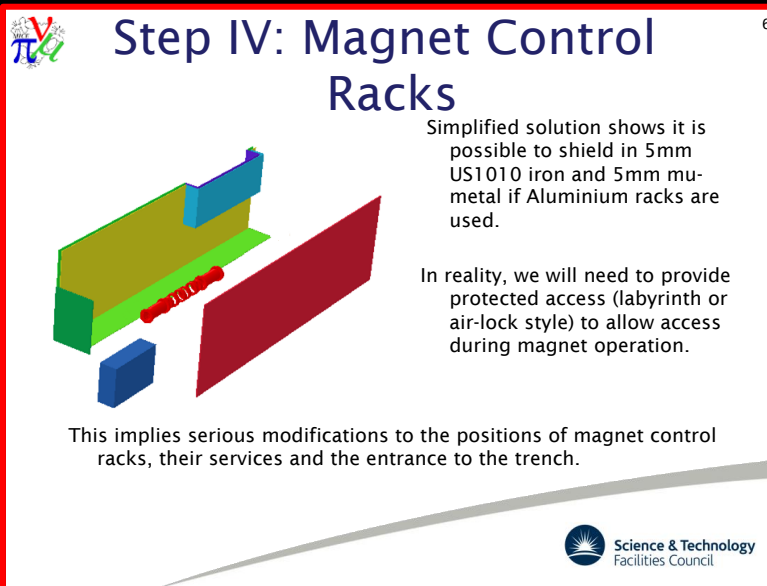 6
Step IV: Magnet Control
Racks
Simplified solution shows it is
possible to shield in 5mm
US1010 iron and 5mm mu-
metal if Aluminium racks are
used.
In reality, we will need to provide
protected access (labyrinth or
air-lock style) to allow access
during magnet operation.
This implies serious modifications to the positions of magnet control
racks, their services and the entrance to the trench.
Science & Technology
Facilities Council